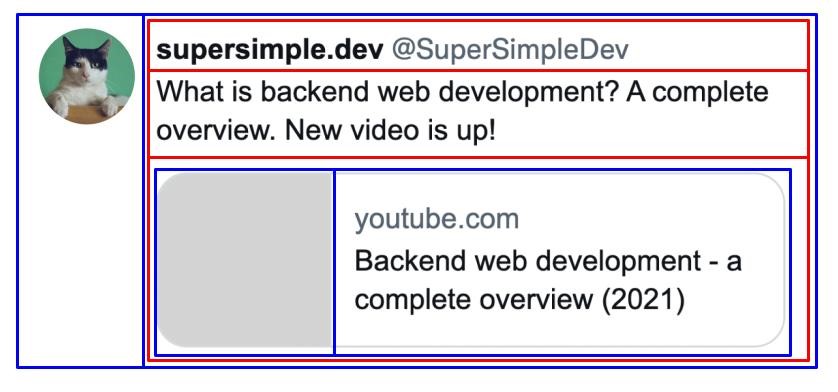 supersimple.dev @SuperSimpleDev
What is backend web development? A complete
overview. New video is up!
youtube.com
Backend web development - a
complete overview (2021)